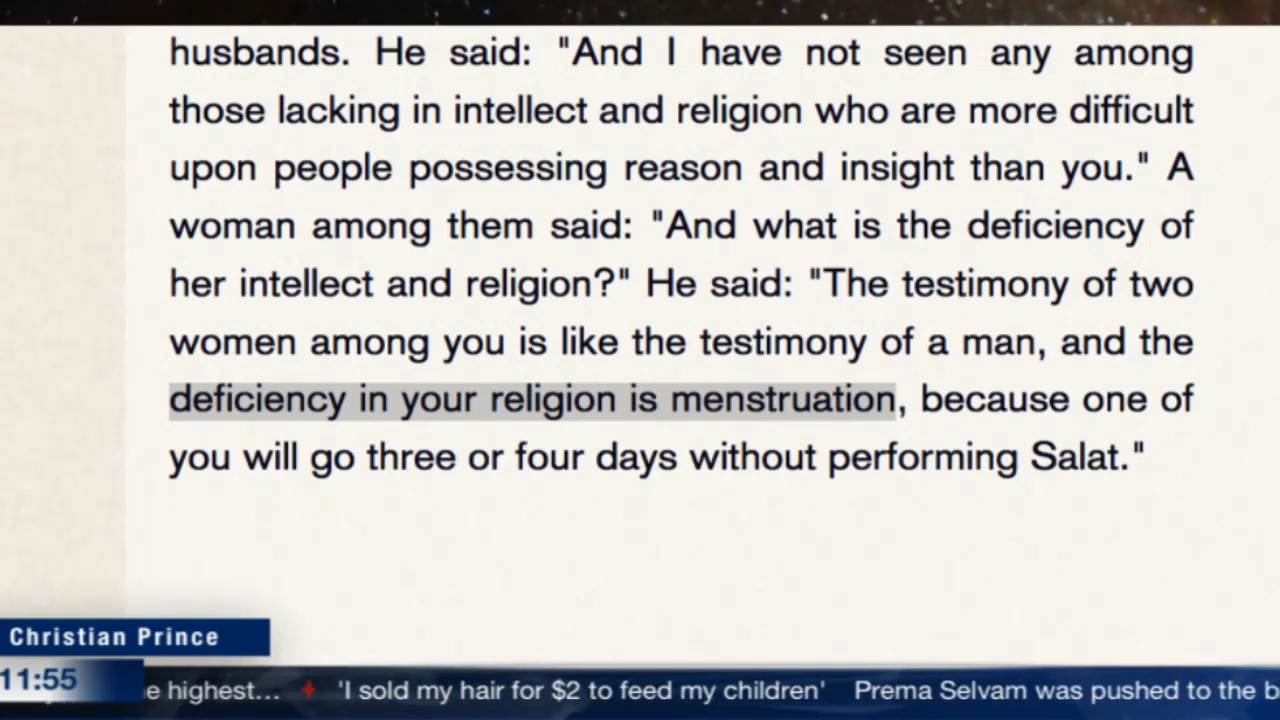 husbands. He said: "And I have not seen any among
those lacking in intellect and religion who are more difficult
upon people possessing reason and insight than you." A
woman among them said: "And what is the deficiency of
her intellect and religion?" He said: "The testimony of two
women among you is like the testimony of a man, and the
deficiency in your religion is menstruation, because one of
you will go three or four days without performing Salat."
Christian Prince
11:55
highest... 'I sold my hair for $2 to feed my children' Prema Selvam was pushed to the